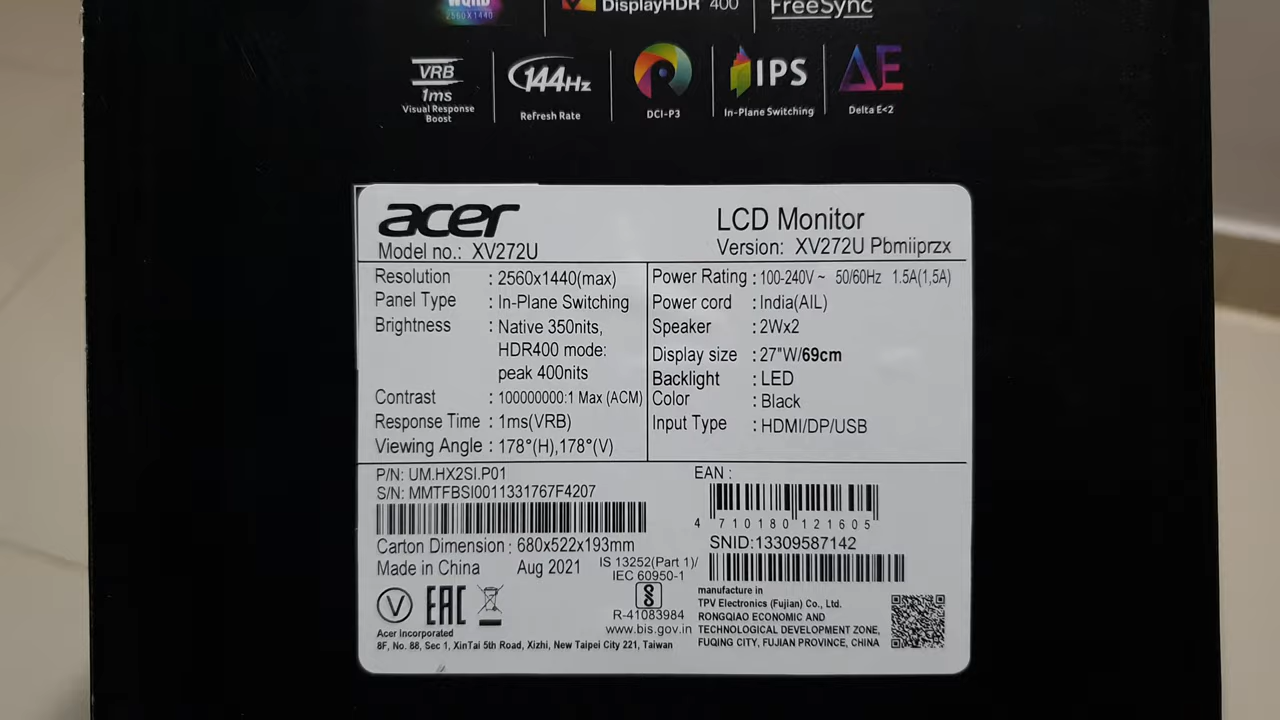 WQHD
2560X1440
DisplayHDR 400
FreeSync
VRB
1ms
Visual Response
Boost
144Hz
Refresh Rate
DCI-P3
IPS
In-Plane Switching
ΔE
Delta E<2
acer
Model no.: XV272U
LCD Monitor
Version: XV272U Pbmiiprzx
Resolution : 2560x1440(max)
Panel Type : In-Plane Switching
Brightness : Native 350nits,
HDR400 mode:
peak 400nits
Contrast : 100000000:1 Max (ACM)
Response Time : 1ms(VRB)
Viewing Angle : 178°(H),178°(V)
Power Rating : 100-240V ~ 50/60Hz 1.5A(1,5A)
Power cord : India(AIL)
Speaker : 2Wx2
Display size : 27"W/69cm
Backlight : LED
Color : Black
Input Type : HDMI/DP/USB
P/N: UM.HX2SI.P01
S/N: MMTFBSI0011331767F4207
Carton Dimension : 680x522x193mm
Made in China Aug 2021
IS 13252(Part 1)/
IEC 60950-1
R-41083984
www.bis.gov.in
V
EAC
Acer Incorporated
8F, No. 88, Sec 1, XinTai 5th Road, Xizhi, New Taipei City 221, Taiwan
EAN :
4 710180 121605
SNID:13309587142
manufacture in
TPV Electronics (Fujian) Co., Ltd.
RONGQIAO ECONOMIC AND
TECHNOLOGICAL DEVELOPMENT ZONE,
FUQING CITY, FUJIAN PROVINCE, CHINA